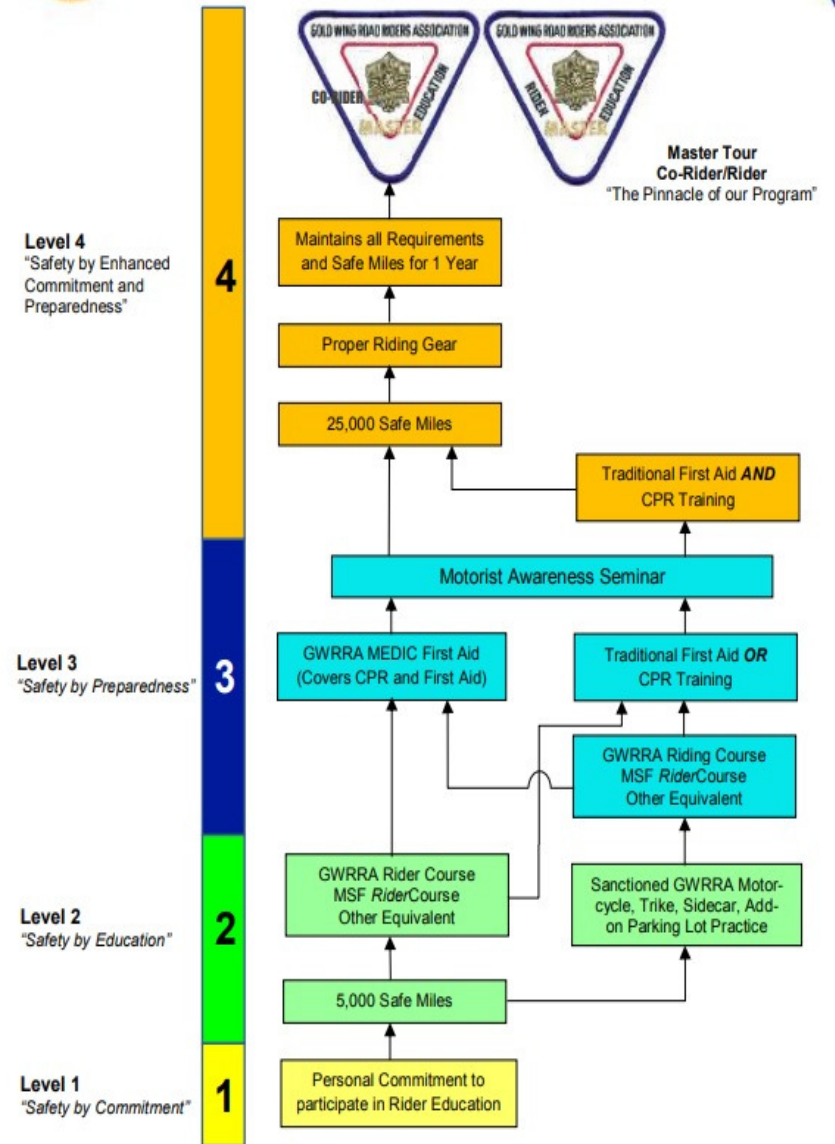 GOLD WING ROAD RIDERS ASSOCIATION
CO-RIDER
EDUCATION
MASTER
GOLD WING ROAD RIDERS ASSOCIATION
RIDER
EDUCATION
MASTER
Master Tour
Co-Rider/Rider
“The Pinnacle of our Program”
Level 4
“Safety by Enhanced
Commitment and
Preparedness”
4
Maintains all Requirements
and Safe Miles for 1 Year
Proper Riding Gear
25,000 Safe Miles
Traditional First Aid AND
CPR Training
Motorist Awareness Seminar
Level 3
“Safety by Preparedness”
3
GWRRA MEDIC First Aid
(Covers CPR and First Aid)
Traditional First Aid OR
CPR Training
GWRRA Riding Course
MSF RiderCourse
Other Equivalent
Level 2
“Safety by Education”
2
GWRRA Rider Course
MSF RiderCourse
Other Equivalent
Sanctioned GWRRA Motor-
cycle, Trike, Sidecar, Add-
on Parking Lot Practice
5,000 Safe Miles
Level 1
“Safety by Commitment”
1
Personal Commitment to
participate in Rider Education